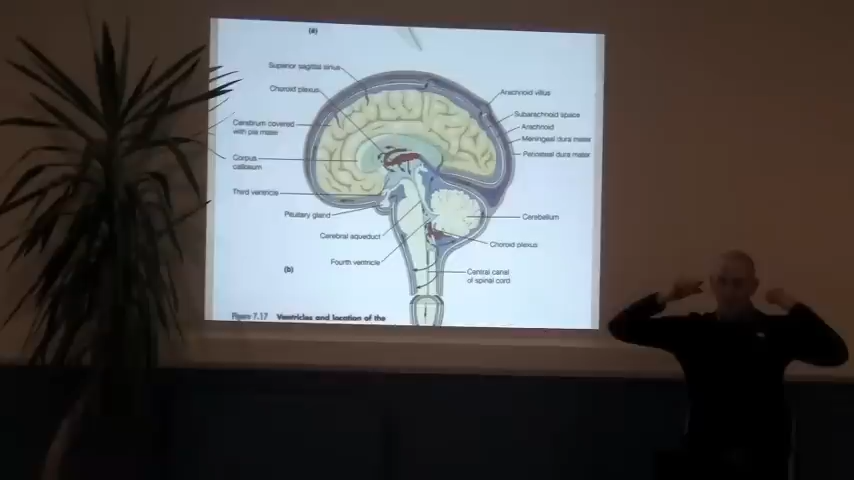 (a)
Superior sagittal sinus
Choroid plexus
Cerebrum covered
with pia mater
Corpus
callosum
Third ventricle
Pituitary gland
Cerebral aqueduct
Fourth ventricle
(b)
Arachnoid villus
Subarachnoid space
Arachnoid
Meningeal dura mater
Periosteal dura mater
Cerebellum
Choroid plexus
Central canal
of spinal cord
Figure 7.17 Ventricles and location of the